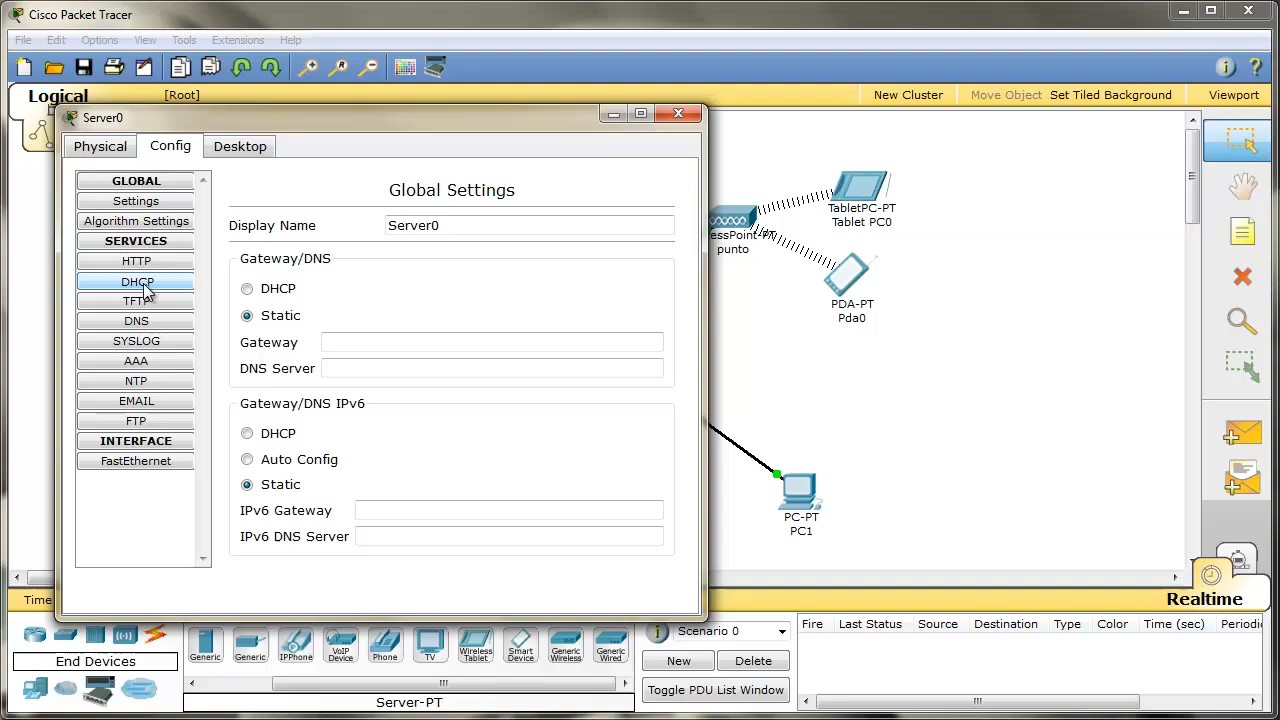 Cisco Packet Tracer
File Edit Options View Tools Extensions Help
Logical [Root] New Cluster Move Object Set Tiled Background Viewport
Server0
Physical Config Desktop
GLOBAL
Settings
Algorithm Settings
SERVICES
HTTP
DHCP
TFTP
DNS
SYSLOG
AAA
NTP
EMAIL
FTP
INTERFACE
FastEthernet
Global Settings
Display Name Server0
Gateway/DNS
DHCP
Static
Gateway
DNS Server
Gateway/DNS IPv6
DHCP
Auto Config
Static
IPv6 Gateway
IPv6 DNS Server
TabletPC-PT
Tablet PC0
essPoint-PT
punto
PDA-PT
Pda0
PC-PT
PC1
Time
Realtime
End Devices
Generic Generic IPPhone VoIP Device Phone TV Wireless Tablet Smart Device Generic Wireless Generic Wired
Server-PT
Scenario 0
New Delete
Toggle PDU List Window
Fire Last Status Source Destination Type Color Time (sec) Periodic